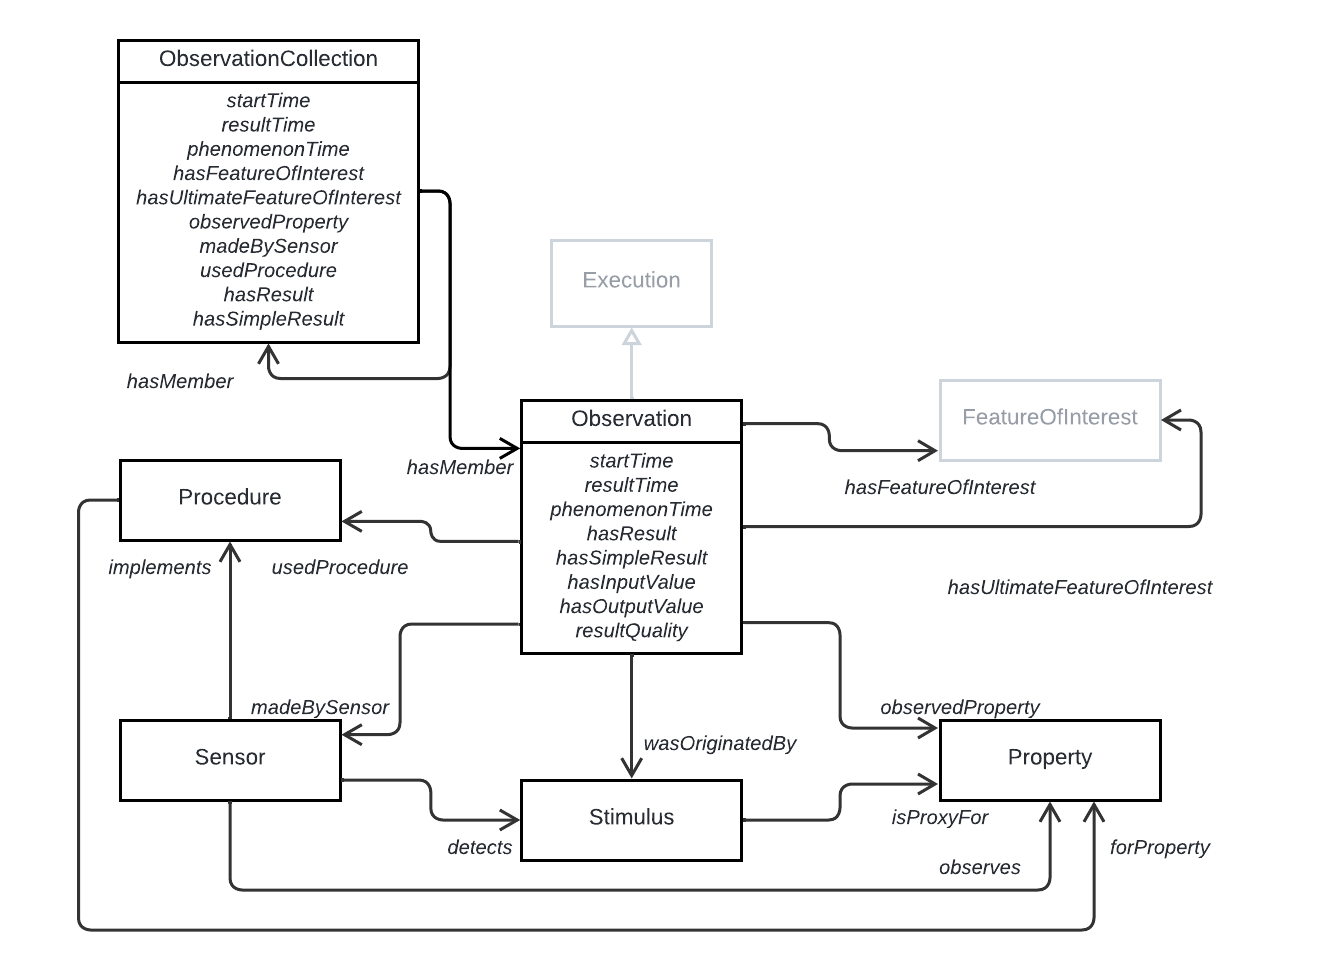 ObservationCollection
startTime
resultTime
phenomenonTime
hasFeatureOfInterest
hasUltimateFeatureOfInterest
observedProperty
madeBySensor
usedProcedure
hasResult
hasSimpleResult
hasMember
Execution
Observation
startTime
resultTime
phenomenonTime
hasResult
hasSimpleResult
hasInputValue
hasOutputValue
resultQuality
hasMember
FeatureOfInterest
hasFeatureOfInterest
hasUltimateFeatureOfInterest
Procedure
implements
usedProcedure
madeBySensor
Sensor
wasOriginatedBy
observedProperty
Property
Stimulus
detects
isProxyFor
observes
forProperty